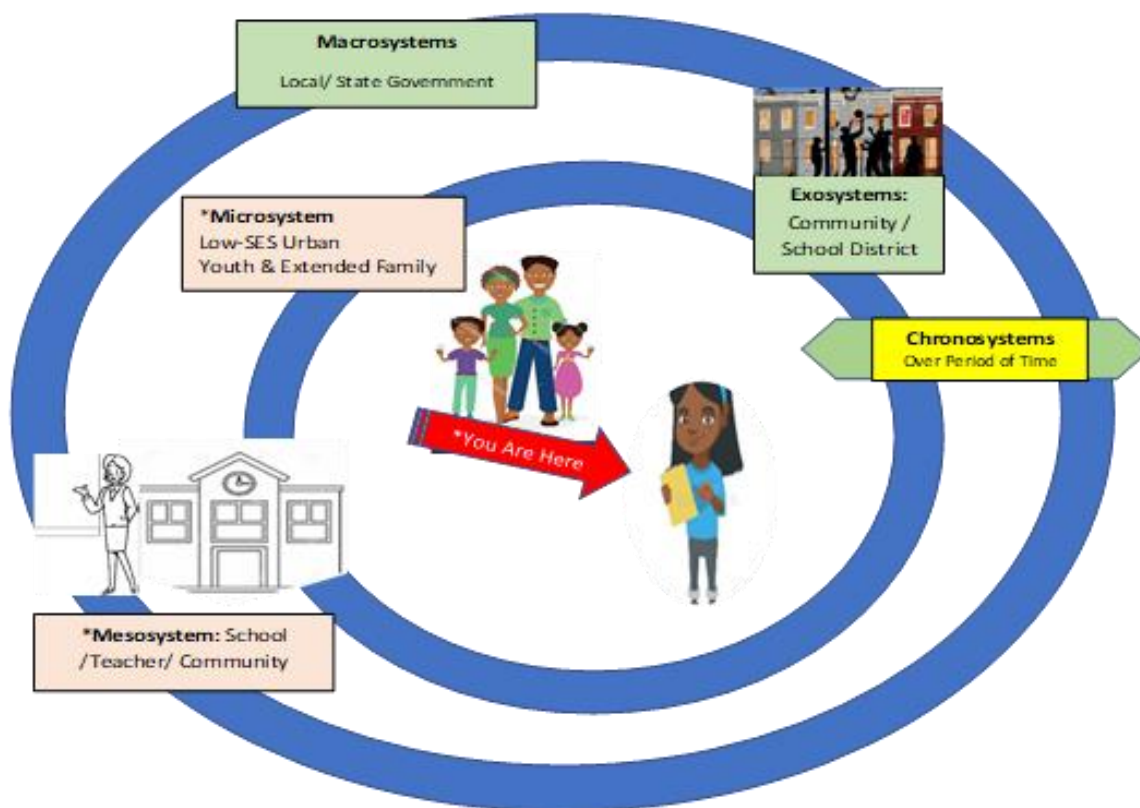 Macrosystems
Local/ State Government
*Microsystem
Low-SES Urban
Youth & Extended Family
Exosystems:
Community /
School District
Chronosystems
Over Period of Time
*You Are Here
*Mesosystem: School
/Teacher/ Community